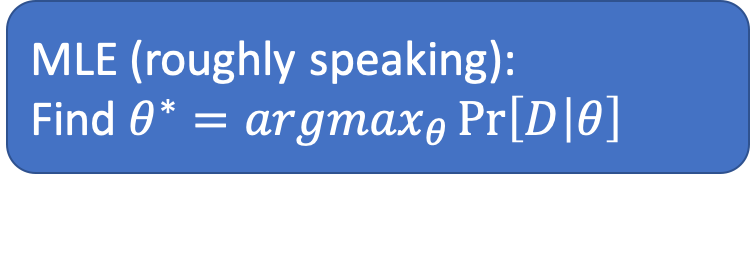 MLE (roughly speaking):
Find θ* = argmax_θ Pr[D|θ]